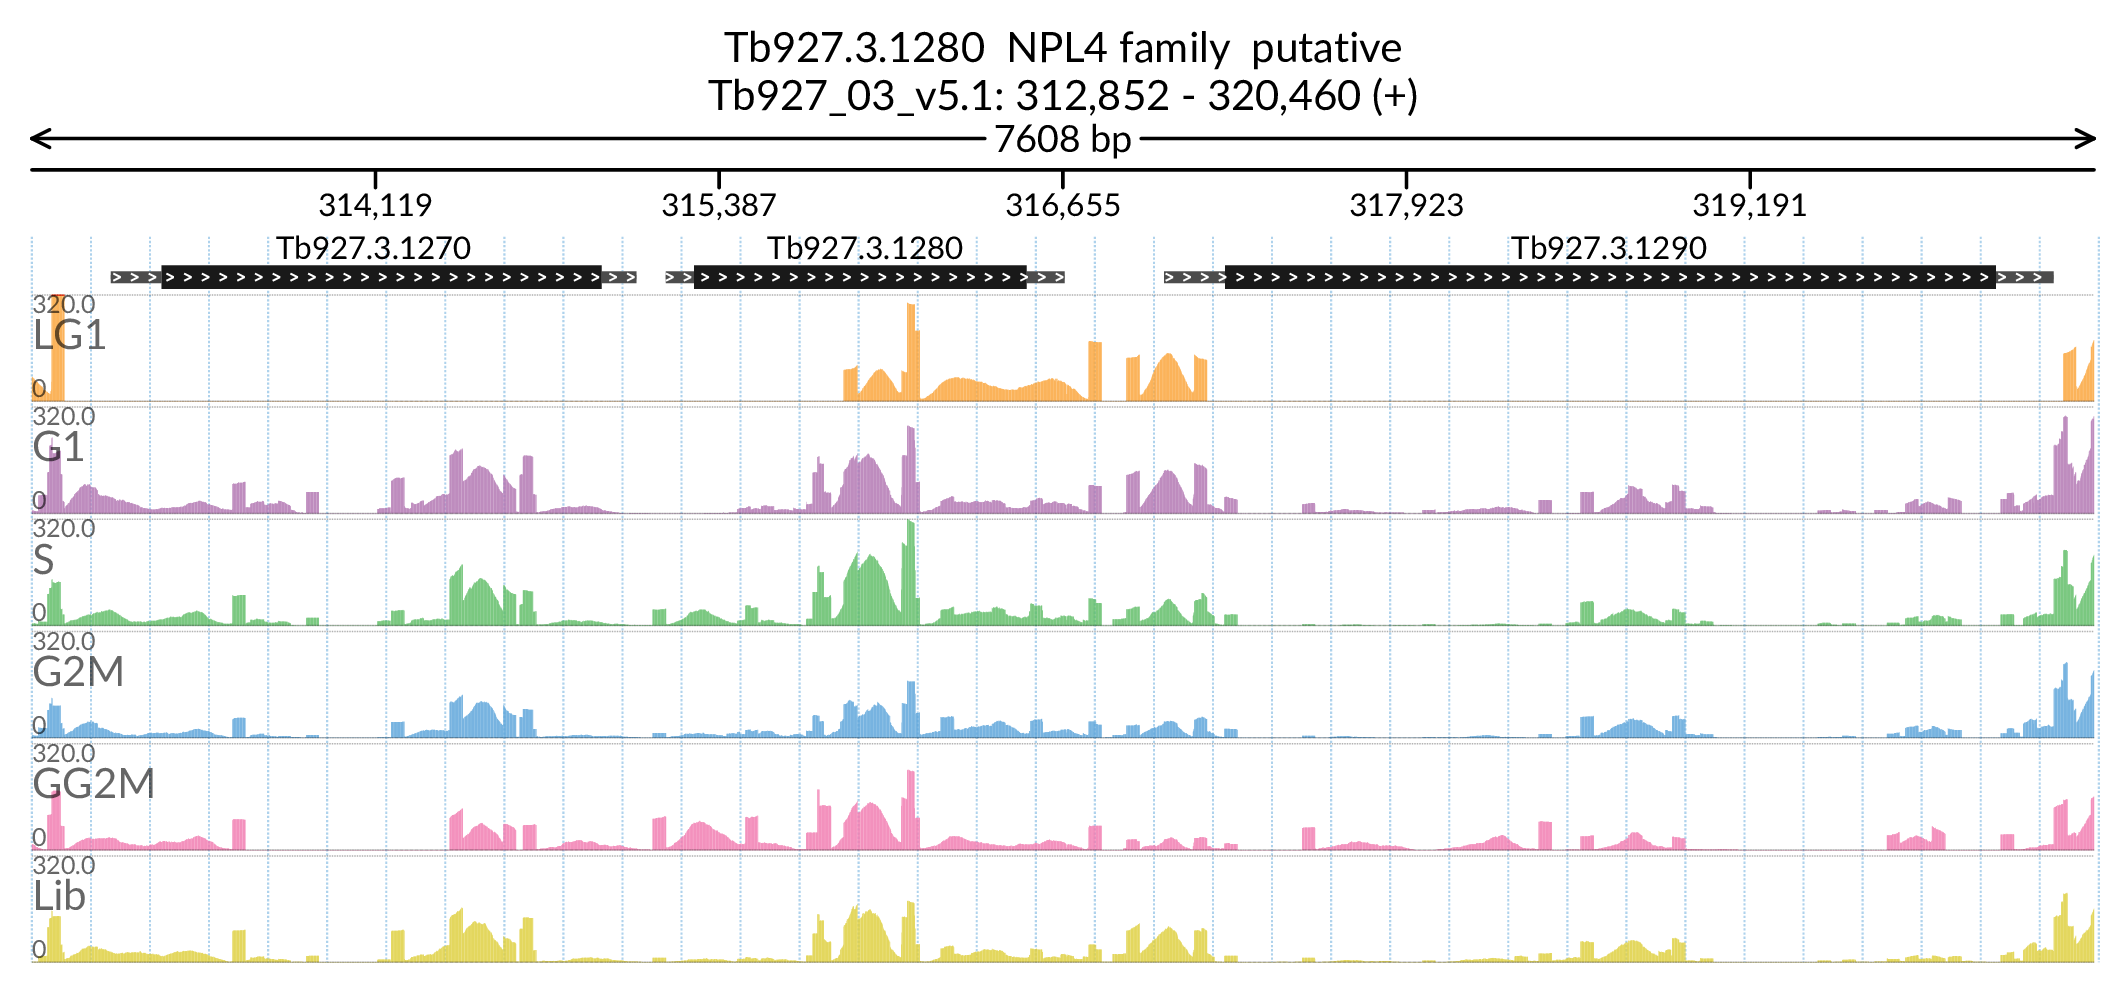 Tb927.3.1280  NPL4 family  putative
Tb927_03_v5.1: 312,852 - 320,460 (+)
7608 bp
314,119 315,387 316,655 317,923 319,191
Tb927.3.1270 Tb927.3.1280 Tb927.3.1290
320.0
LG1
0
320.0
G1
0
320.0
S
0
320.0
G2M
0
320.0
GG2M
0
320.0
Lib
0